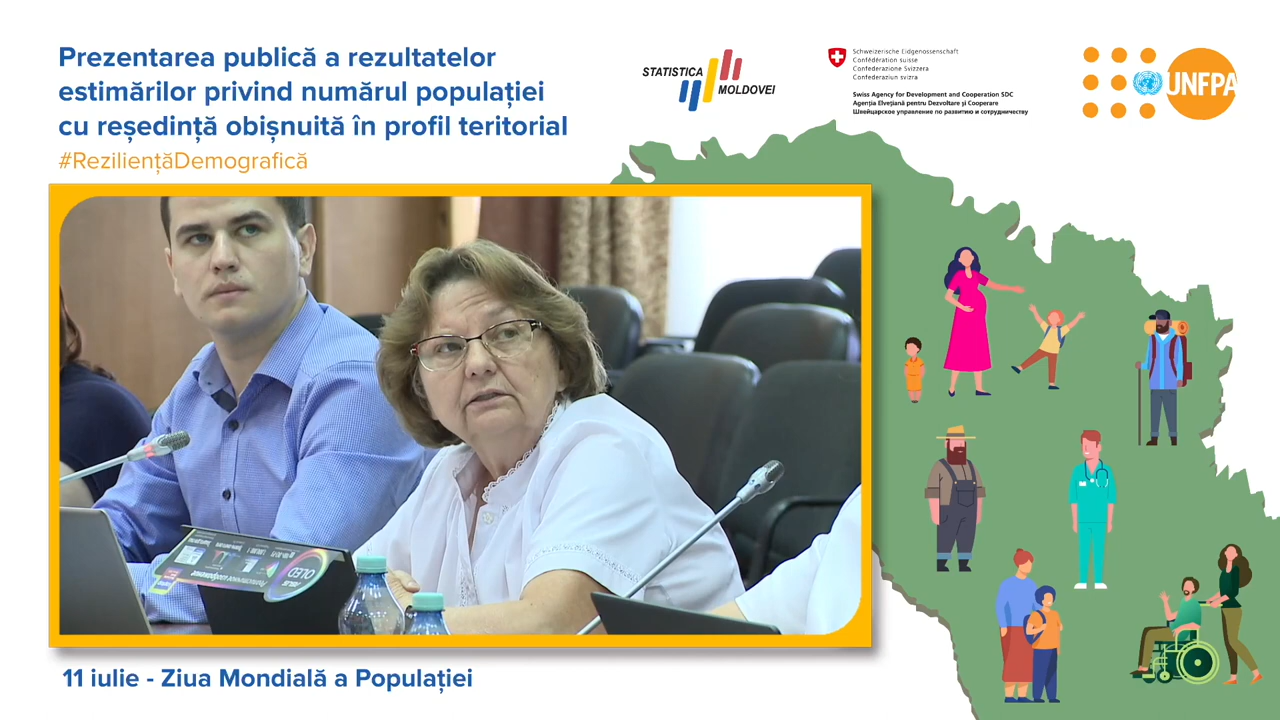 Prezentarea publică a rezultatelor
estimărilor privind numărul populației
cu reședință obișnuită în profil teritorial
#ReziliențăDemografică
STATISTICA
MOLDOVEI
Schweizerische Eidgenossenschaft
Confédération suisse
Confederazione Svizzera
Confederaziun svizra
Swiss Agency for Development and Cooperation SDC
Agenția Elvețiană pentru Dezvoltare și Cooperare
Швейцарское управление по развитию и сотрудничеству
UNFPA
OLED
11 iulie - Ziua Mondială a Populației